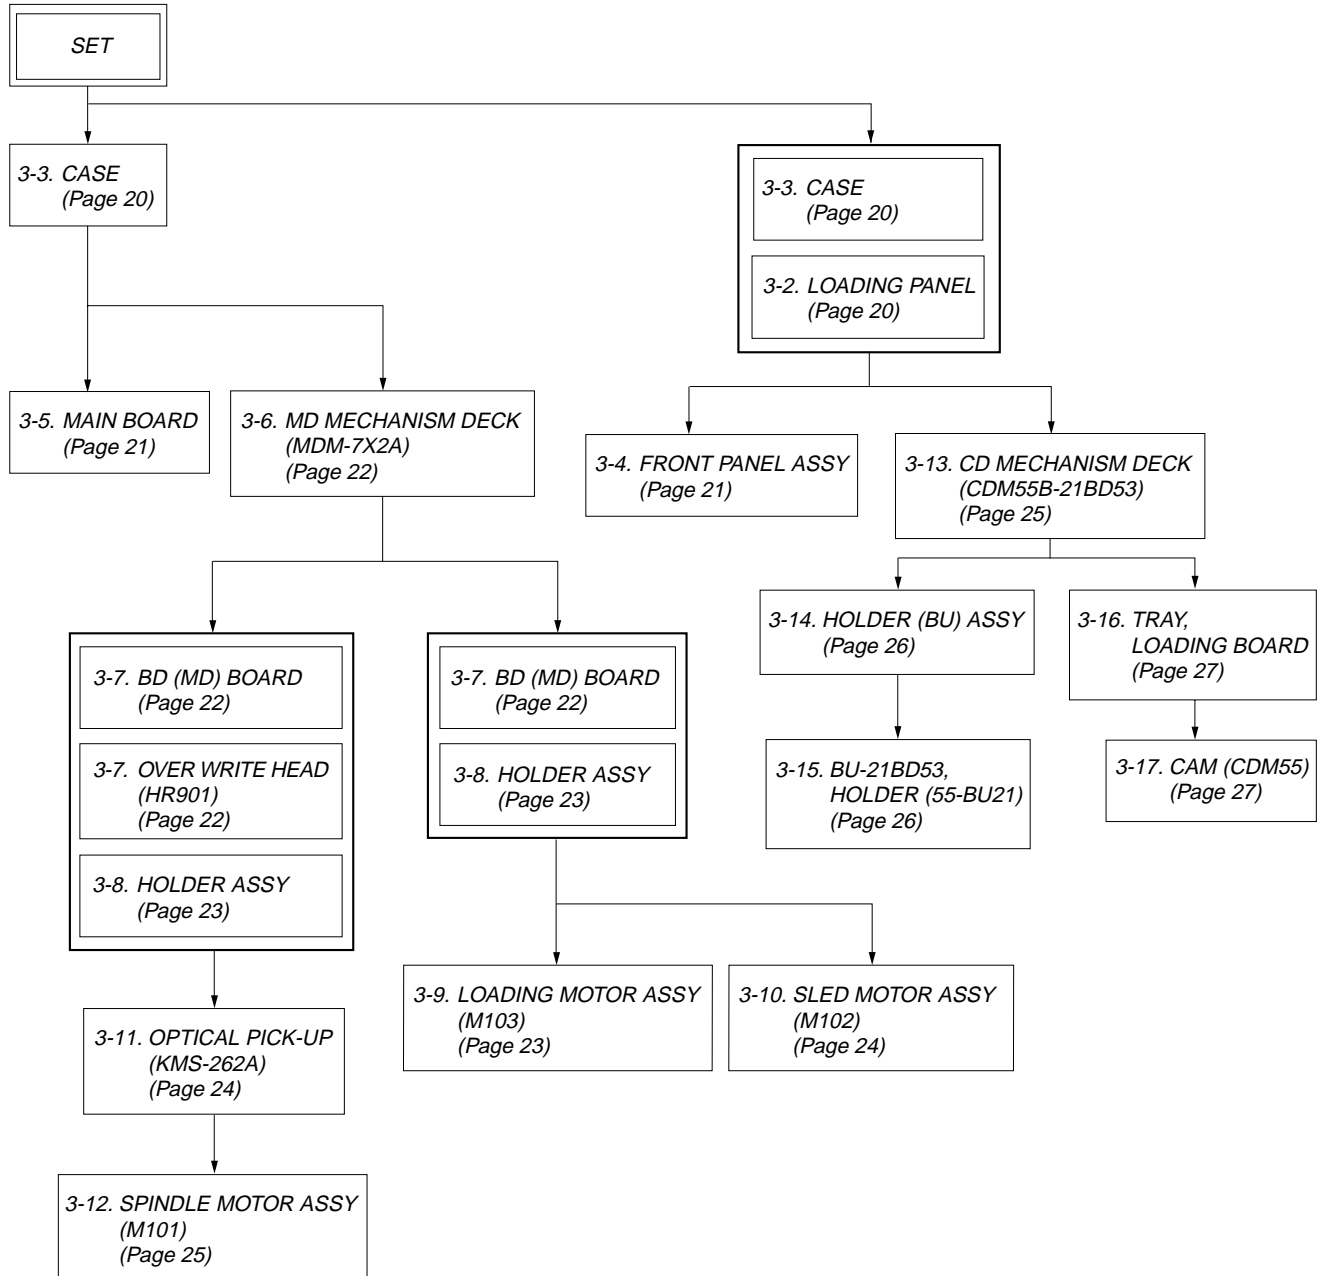 SET
3-3. CASE
(Page 20)
3-3. CASE
(Page 20)
3-2. LOADING PANEL
(Page 20)
3-5. MAIN BOARD
(Page 21)
3-6. MD MECHANISM DECK
(MDM-7X2A)
(Page 22)
3-4. FRONT PANEL ASSY
(Page 21)
3-13. CD MECHANISM DECK
(CDM55B-21BD53)
(Page 25)
3-7. BD (MD) BOARD
(Page 22)
3-7. OVER WRITE HEAD
(HR901)
(Page 22)
3-8. HOLDER ASSY
(Page 23)
3-7. BD (MD) BOARD
(Page 22)
3-8. HOLDER ASSY
(Page 23)
3-14. HOLDER (BU) ASSY
(Page 26)
3-16. TRAY,
LOADING BOARD
(Page 27)
3-15. BU-21BD53,
HOLDER (55-BU21)
(Page 26)
3-17. CAM (CDM55)
(Page 27)
3-9. LOADING MOTOR ASSY
(M103)
(Page 23)
3-10. SLED MOTOR ASSY
(M102)
(Page 24)
3-11. OPTICAL PICK-UP
(KMS-262A)
(Page 24)
3-12. SPINDLE MOTOR ASSY
(M101)
(Page 25)